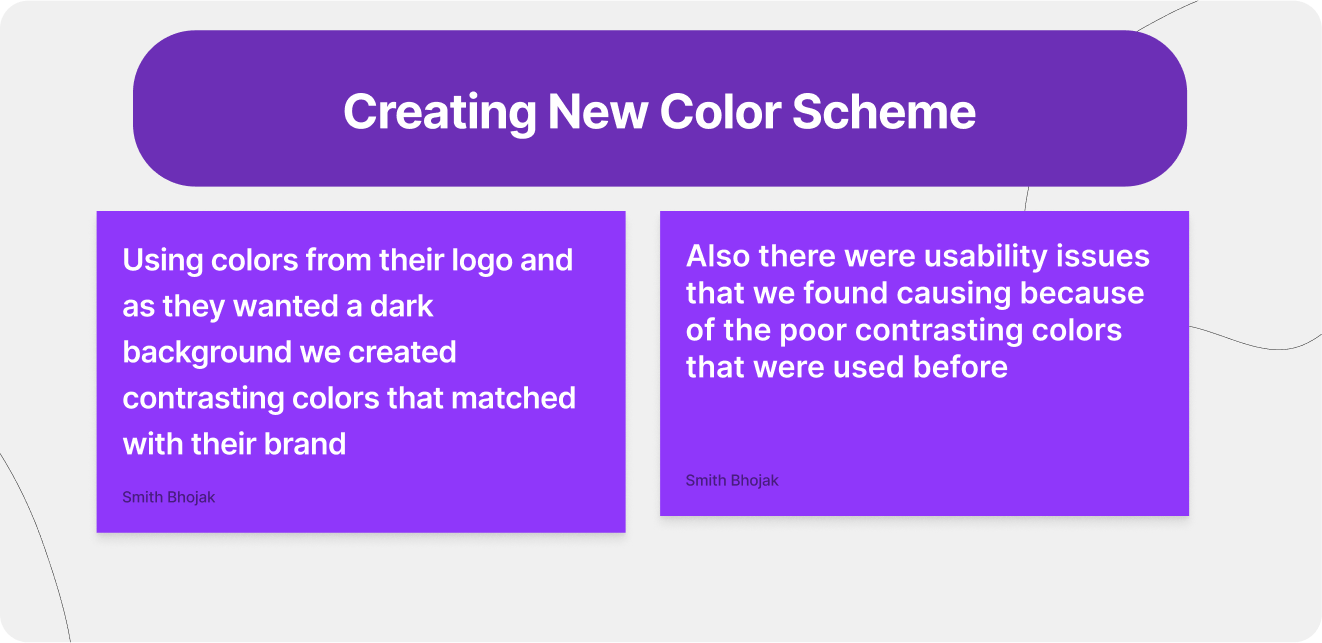 Creating New Color Scheme
Using colors from their logo and
as they wanted a dark
background we created
contrasting colors that matched
with their brand
Smith Bhojak
Also there were usability issues
that we found causing because
of the poor contrasting colors
that were used before
Smith Bhojak